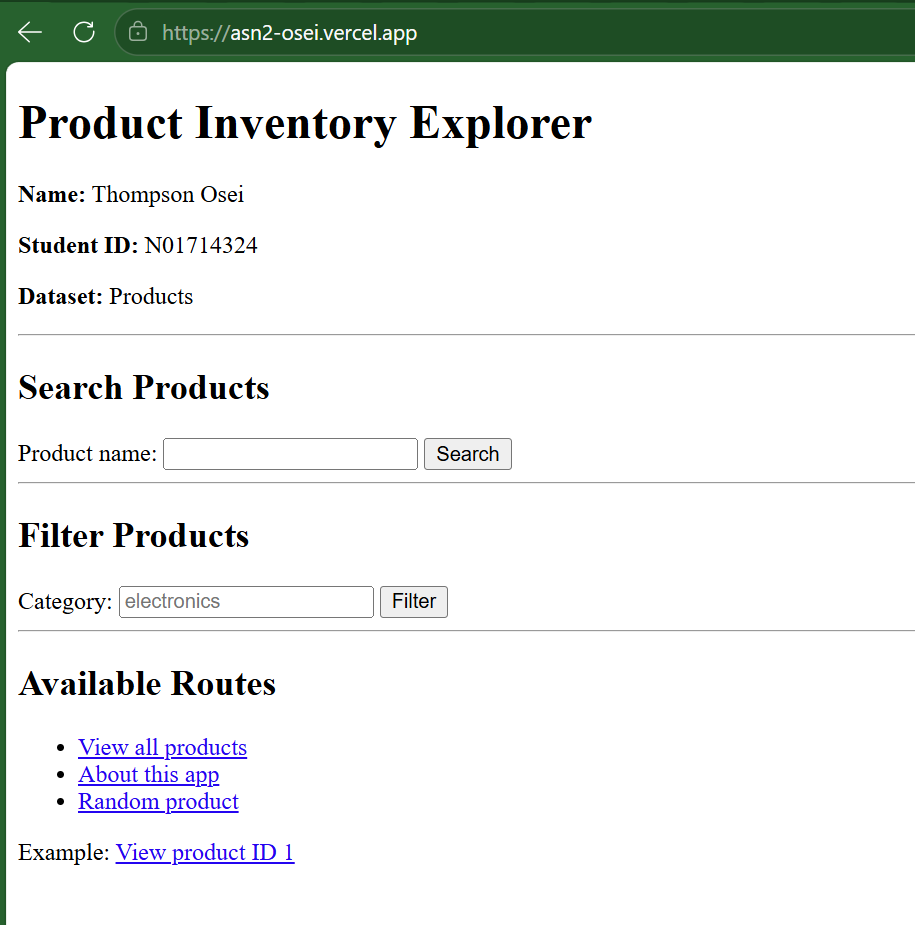 https://asn2-osei.vercel.app
Product Inventory Explorer
Name: Thompson Osei
Student ID: N01714324
Dataset: Products
Search Products
Product name: Search
Filter Products
Category: electronics Filter
Available Routes
• View all products
• About this app
• Random product
Example: View product ID 1